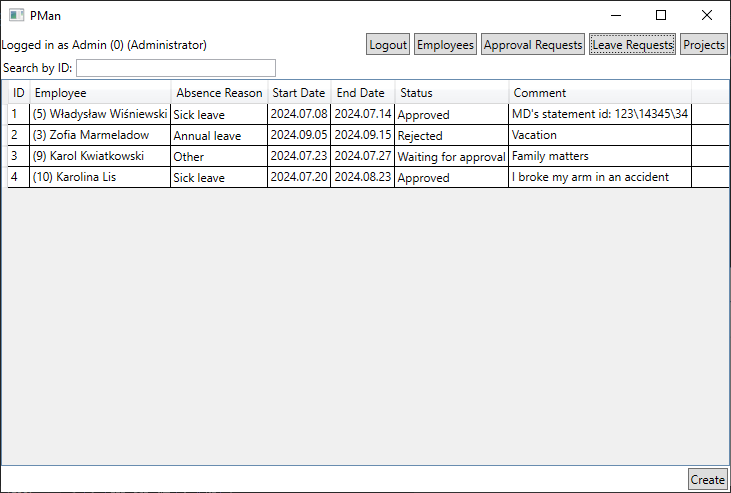 PMan
Logged in as Admin (0) (Administrator) Logout Employees Approval Requests Leave Requests Projects
Search by ID:
ID Employee Absence Reason Start Date End Date Status Comment
1 (5) Władysław Wiśniewski Sick leave 2024.07.08 2024.07.14 Approved MD's statement id: 123\14345\34
2 (3) Zofia Marmeladow Annual leave 2024.09.05 2024.09.15 Rejected Vacation
3 (9) Karol Kwiatkowski Other 2024.07.23 2024.07.27 Waiting for approval Family matters
4 (10) Karolina Lis Sick leave 2024.07.20 2024.08.23 Approved I broke my arm in an accident
Create